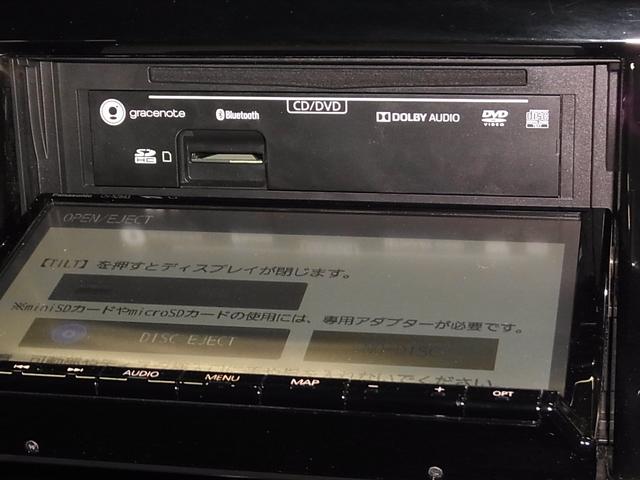 CD/DVD
gracenote Bluetooth DOLBY AUDIO DVD VIDEO
SD HC
Panasonic
OPEN/EJECT
【TILT】を押すとディスプレイが閉じます。
※miniSDカードやmicroSDカードの使用には、専用アダプターが必要です。
DISC EJECT
AUDIO MENU MAP － ＋ OPT